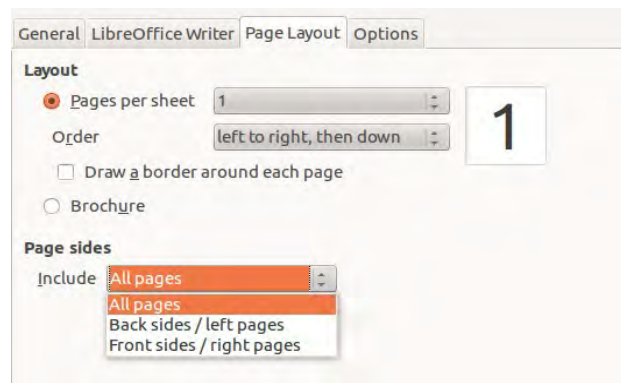 General LibreOffice Writer Page Layout Options
Layout
Pages per sheet 1
1
Order left to right, then down
Draw a border around each page
Brochure
Page sides
Include All pages
All pages
Back sides / left pages
Front sides / right pages